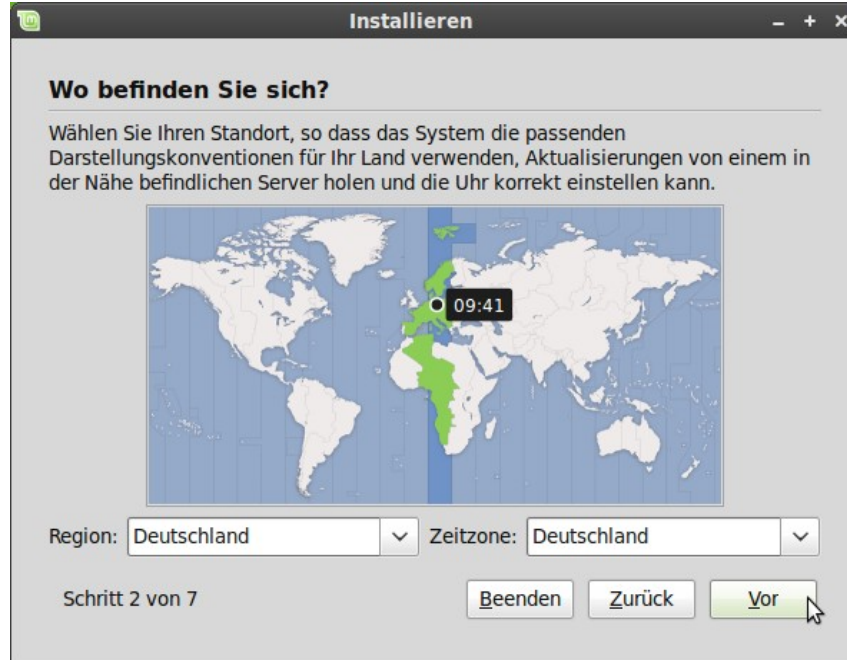 Installieren
Wo befinden Sie sich?
Wählen Sie Ihren Standort, so dass das System die passenden
Darstellungskonventionen für Ihr Land verwenden, Aktualisierungen von einem in
der Nähe befindlichen Server holen und die Uhr korrekt einstellen kann.
09:41
Region: Deutschland Zeitzone: Deutschland
Schritt 2 von 7 Beenden Zurück Vor